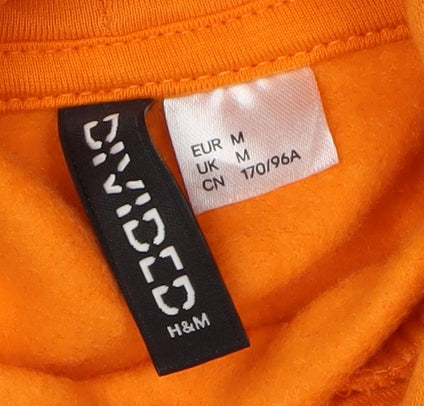 DIVIDED
H&M
EUR M
UK M
CN 170/96A